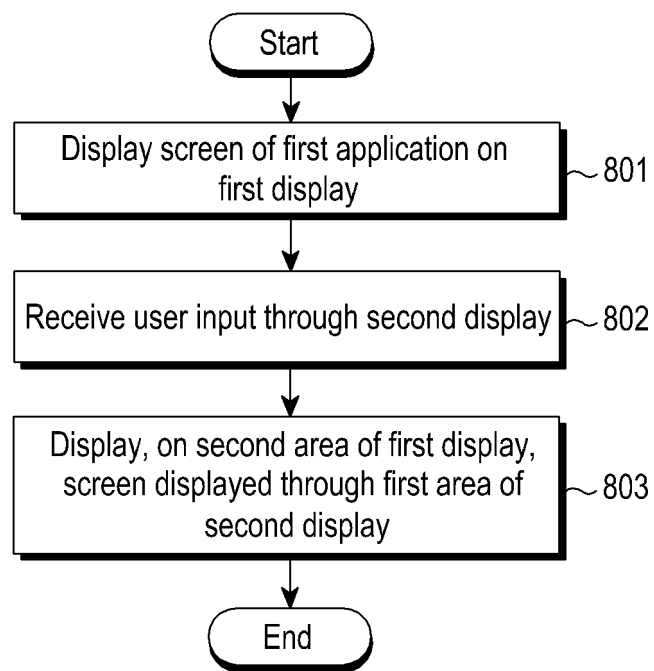 Start
Display screen of first application on
first display
801
Receive user input through second display
802
Display, on second area of first display,
screen displayed through first area of
second display
803
End